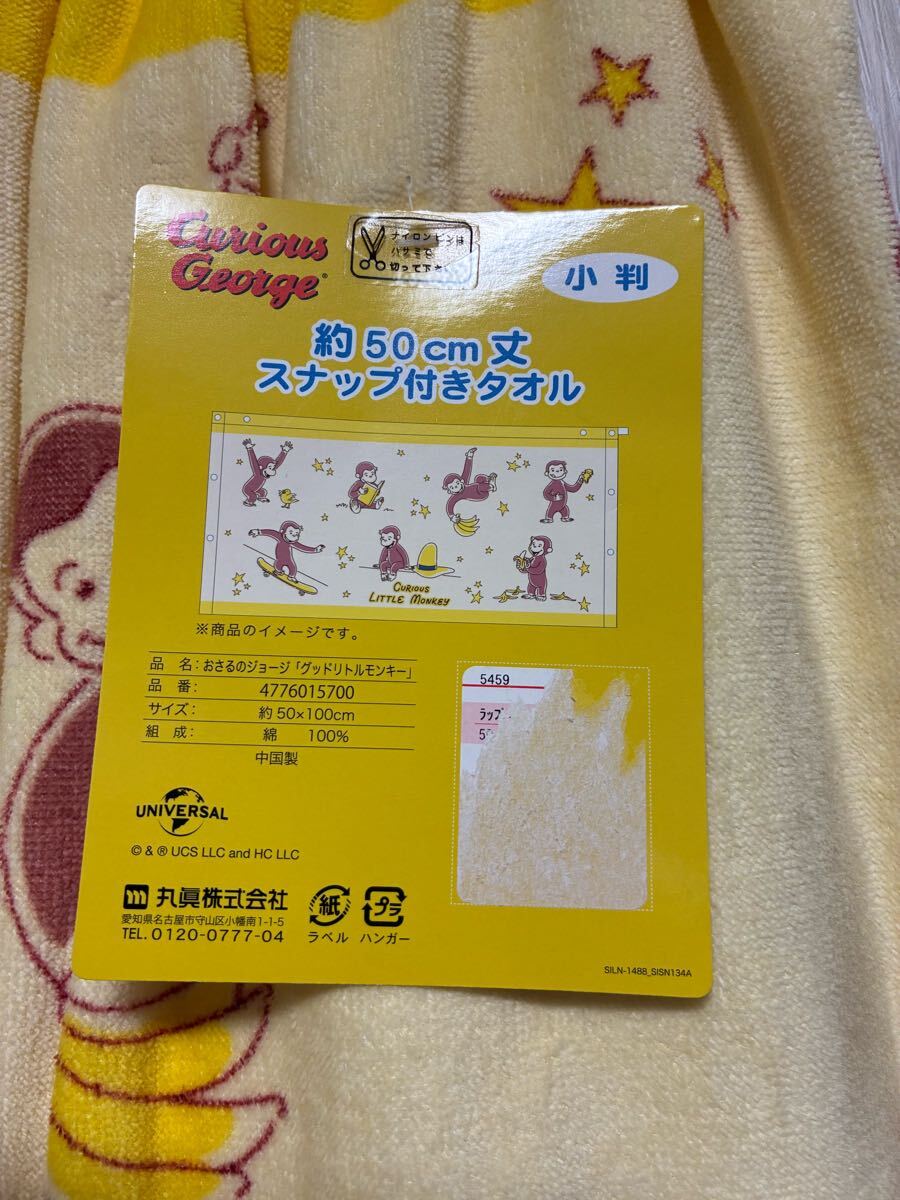 Curious
George®
ナイロンピンは
ハサミで
切って下さい
小判
約50cm丈
スナップ付きタオル
CURIOUS
LITTLE MONKEY
※商品のイメージです。
品名：おさるのジョージ「グッドリトルモンキー」
品番： 4776015700
サイズ： 約50×100cm
組成： 綿 100%
中国製
5459
UNIVERSAL
© & ® UCS LLC and HC LLC
丸眞株式会社
愛知県名古屋市守山区小幡南1-1-5
TEL. 0120-0777-04
紙
ラベル
プラ
ハンガー
SILN-1488_SISN134A